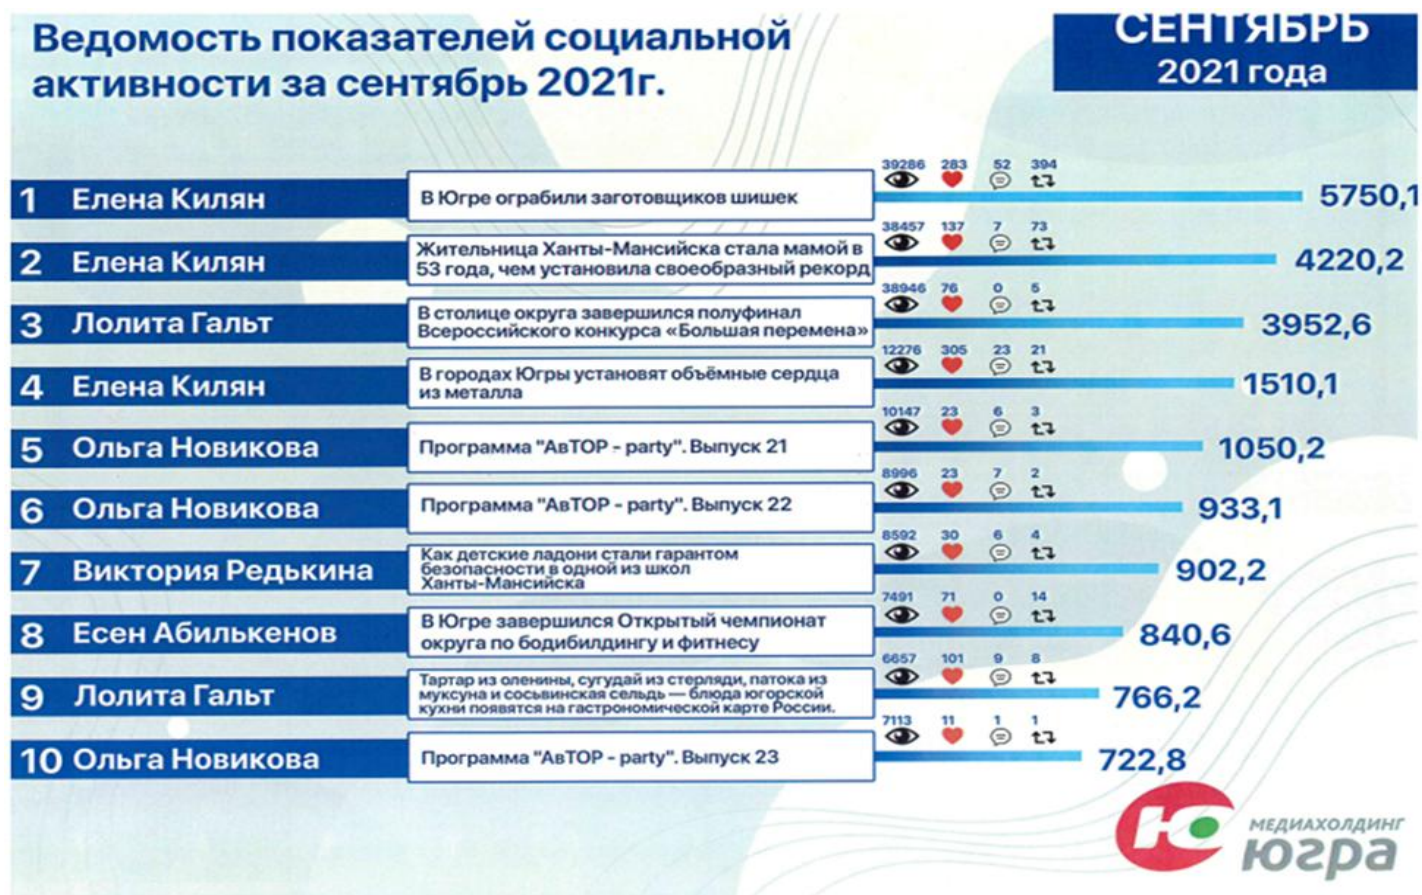 Ведомость показателей социальной
активности за сентябрь 2021г.
СЕНТЯБРЬ
2021 года
39286 283 52 394
1 Елена Килян
В Югре ограбили заготовщиков шишек
5750,1
38457 137 7 73
2 Елена Килян
Жительница Ханты-Мансийска стала мамой в
53 года, чем установила своеобразный рекорд
4220,2
38946 76 0 5
3 Лолита Гальт
В столице округа завершился полуфинал
Всероссийского конкурса «Большая перемена»
3952,6
12276 305 23 21
4 Елена Килян
В городах Югры установят объёмные сердца
из металла
1510,1
10147 23 6 3
5 Ольга Новикова
Программа "АвТОР - party". Выпуск 21
1050,2
8996 23 7 2
6 Ольга Новикова
Программа "АвТОР - party". Выпуск 22
933,1
8592 30 6 4
7 Виктория Редькина
Как детские ладони стали гарантом
безопасности в одной из школ
Ханты-Мансийска
902,2
7491 71 0 14
8 Есен Абилькенов
В Югре завершился Открытый чемпионат
округа по бодибилдингу и фитнесу
840,6
6657 101 9 8
9 Лолита Гальт
Тартар из оленины, сугудай из стерляди, патока из
муксуна и сосьвинская сельдь — блюда югорской
кухни появятся на гастрономической карте России.
766,2
7113 11 1 1
10 Ольга Новикова
Программа "АвТОР - party". Выпуск 23
722,8
Ю
МЕДИАХОЛДИНГ
югра